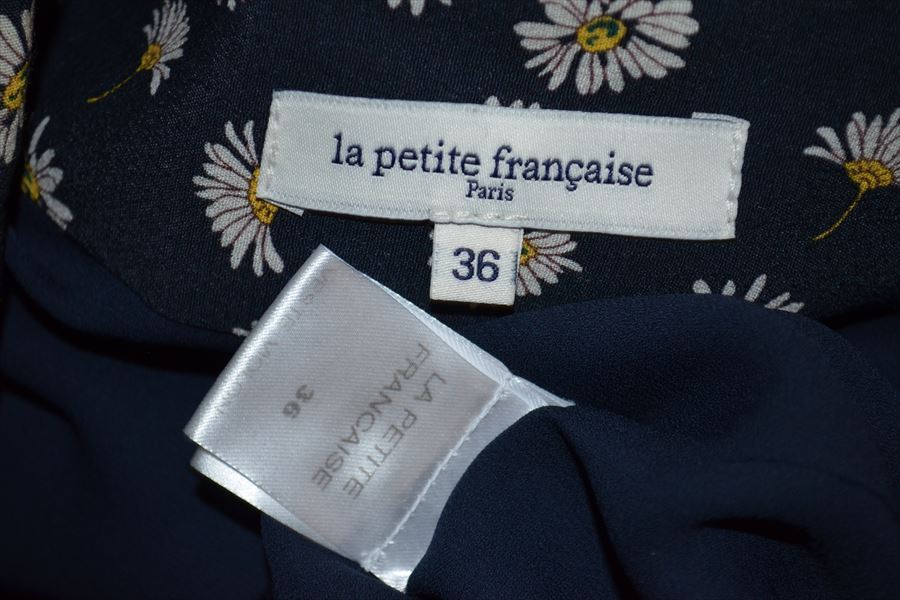 la petite française
Paris
36
LA PETITE
FRANCAISE
36